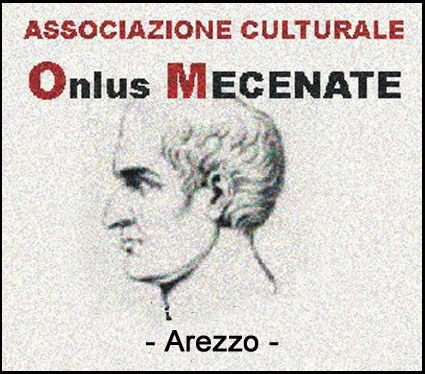 ASSOCIAZIONE CULTURALE
Onlus MECENATE
- Arezzo -